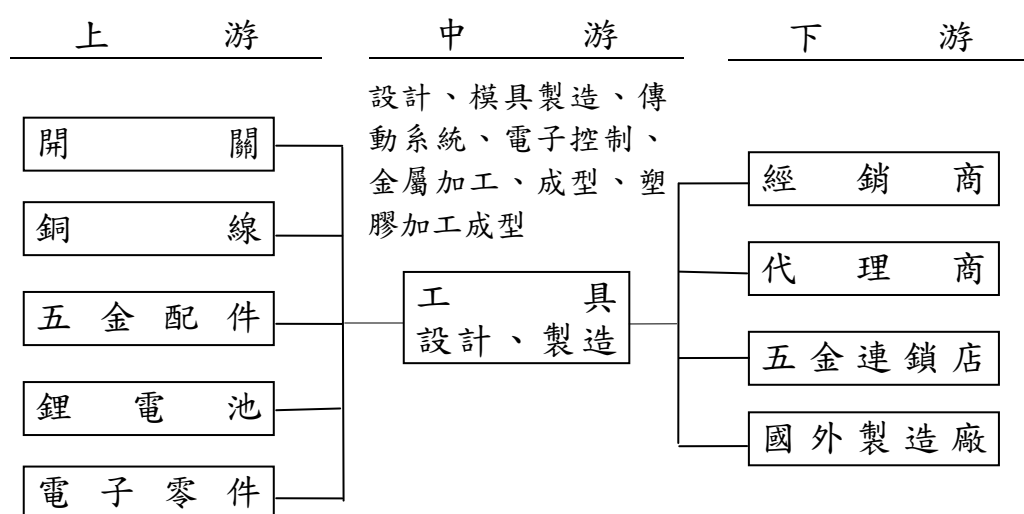 上游
中游
下游
開關
銅線
五金配件
鋰電池
電子零件
設計、模具製造、傳
動系統、電子控制、
金屬加工、成型、塑
膠加工成型
工具
設計、製造
經銷商
代理商
五金連鎖店
國外製造廠